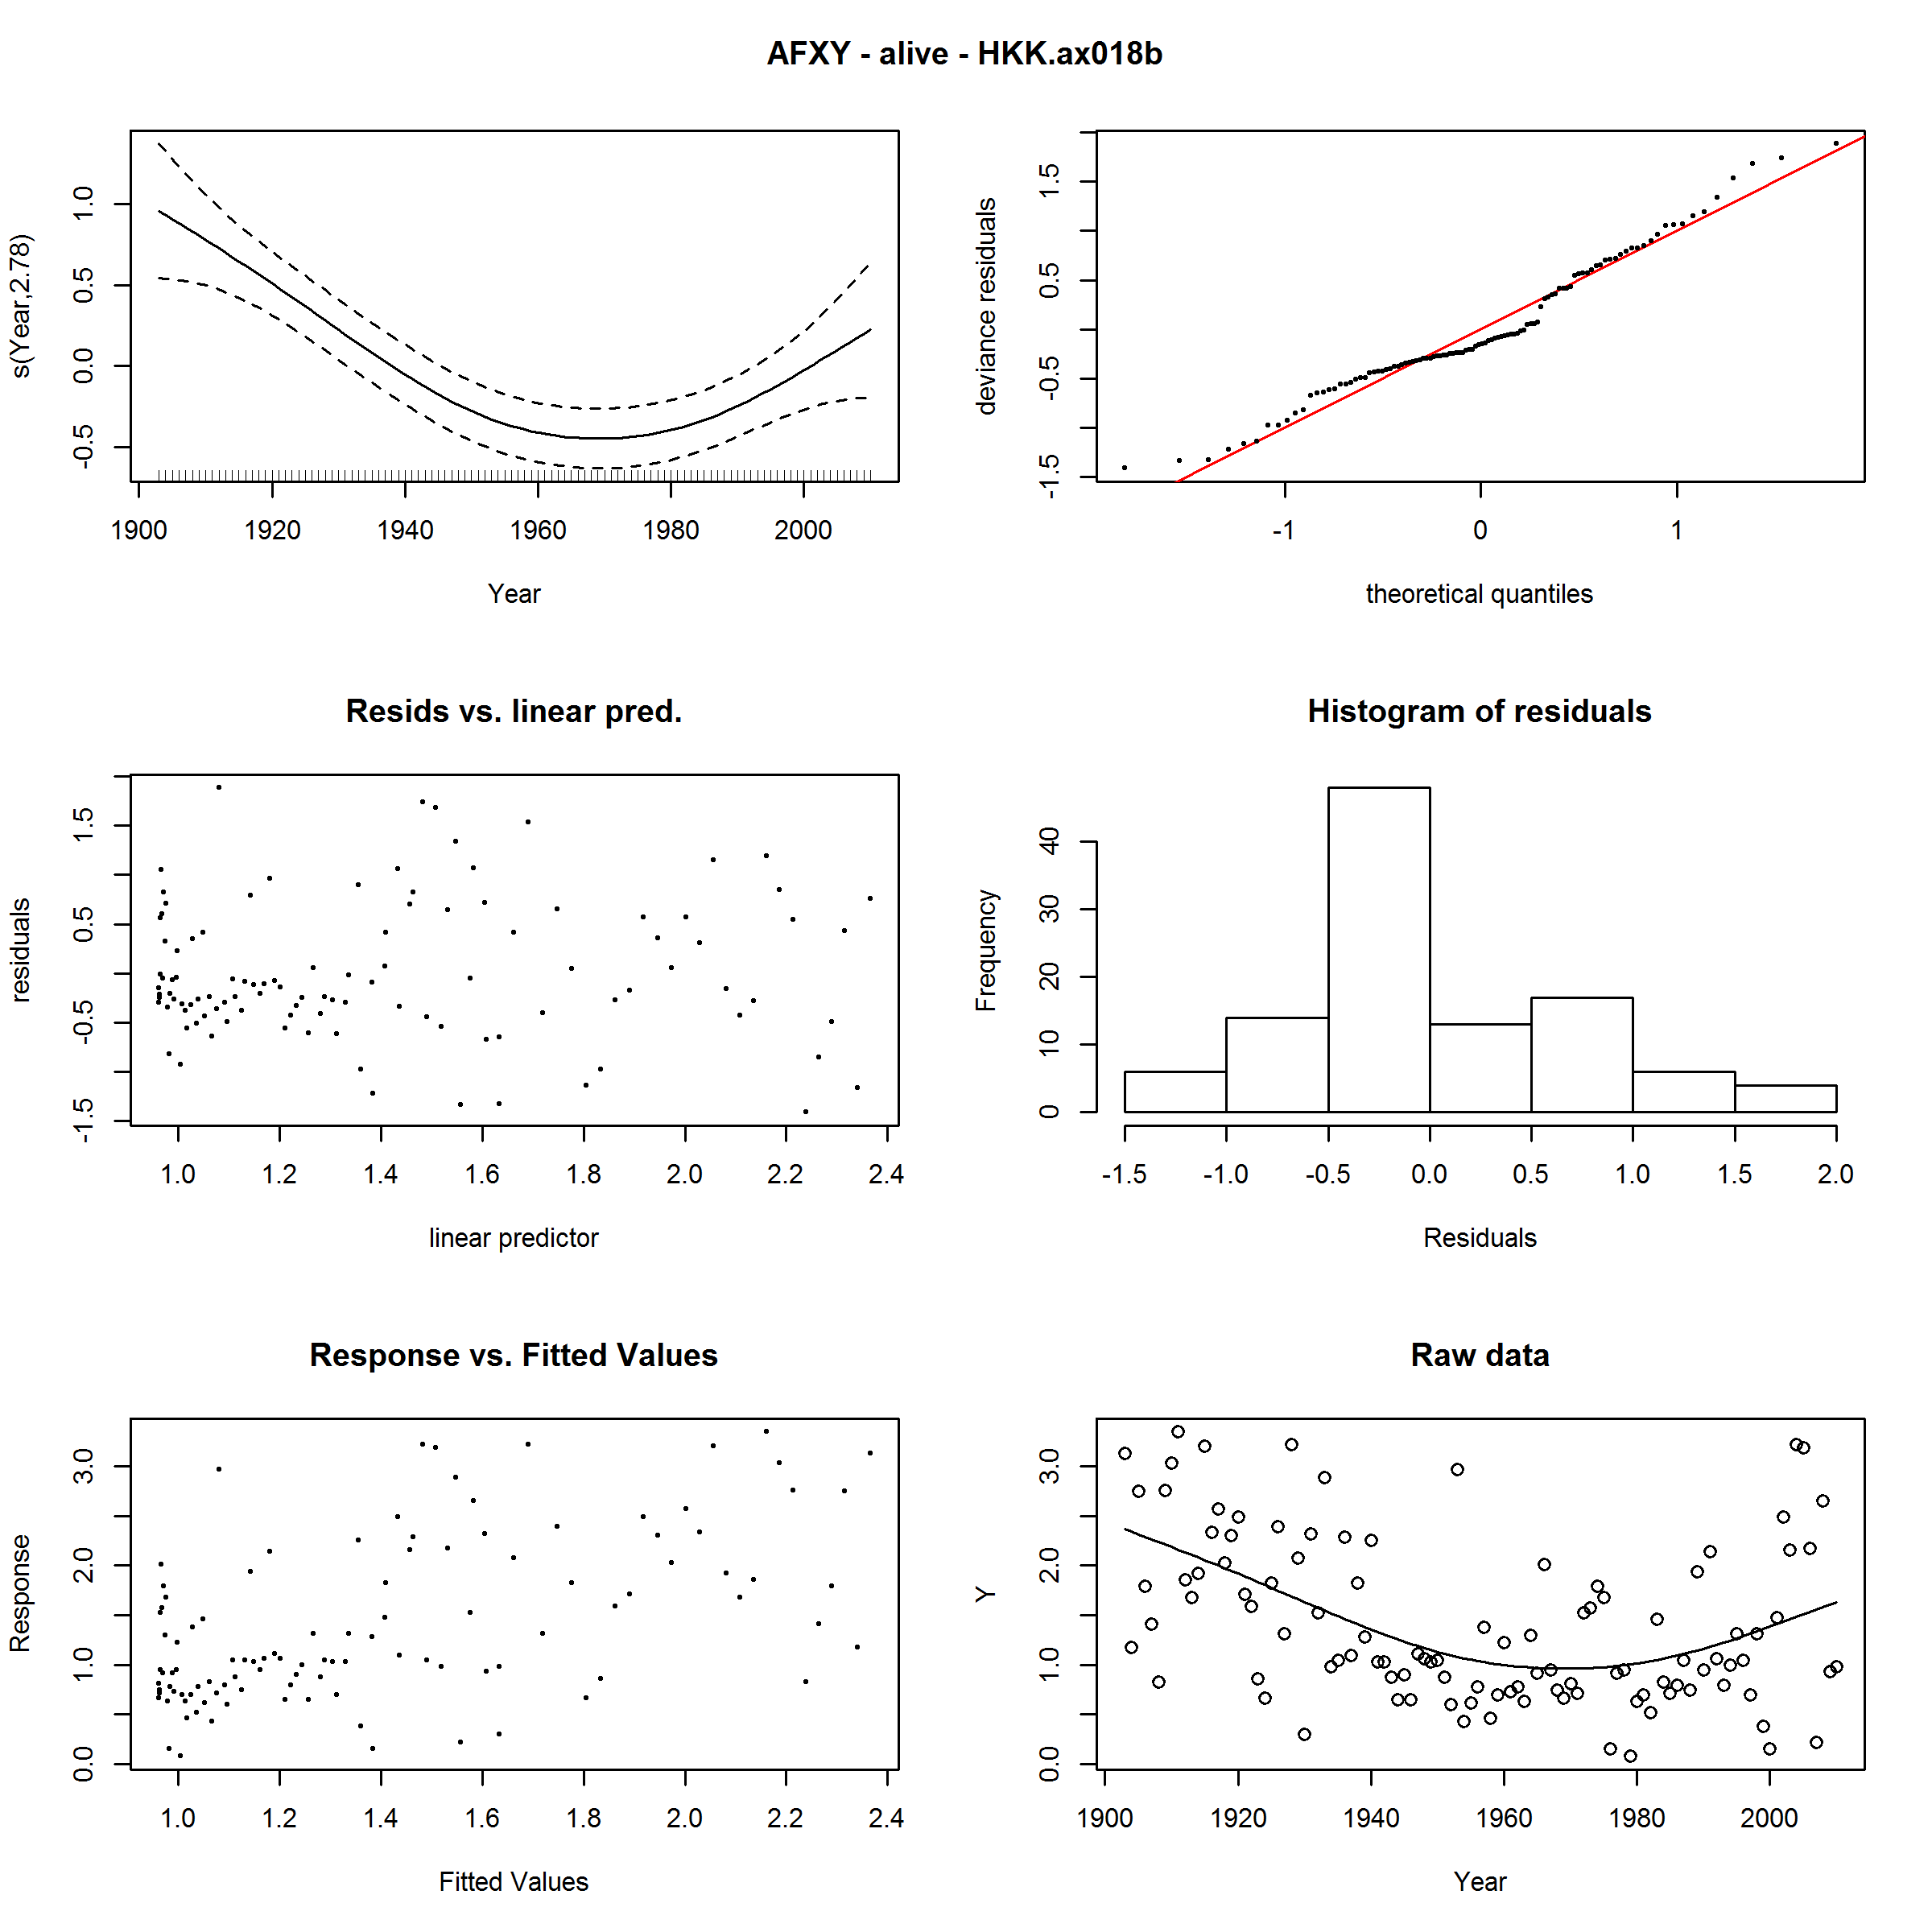 AFXY - alive - HKK.ax018b
s(Year,2.78)
-0.5 0.0 0.5 1.0
1900 1920 1940 1960 1980 2000
Year
deviance residuals
-1.5 -0.5 0.5 1.5
-1 0 1
theoretical quantiles
Resids vs. linear pred.
residuals
-1.5 -0.5 0.5 1.5
1.0 1.2 1.4 1.6 1.8 2.0 2.2 2.4
linear predictor
Histogram of residuals
Frequency
0 10 20 30 40
-1.5 -1.0 -0.5 0.0 0.5 1.0 1.5 2.0
Residuals
Response vs. Fitted Values
Response
0.0 1.0 2.0 3.0
1.0 1.2 1.4 1.6 1.8 2.0 2.2 2.4
Fitted Values
Raw data
Y
0.0 1.0 2.0 3.0
1900 1920 1940 1960 1980 2000
Year